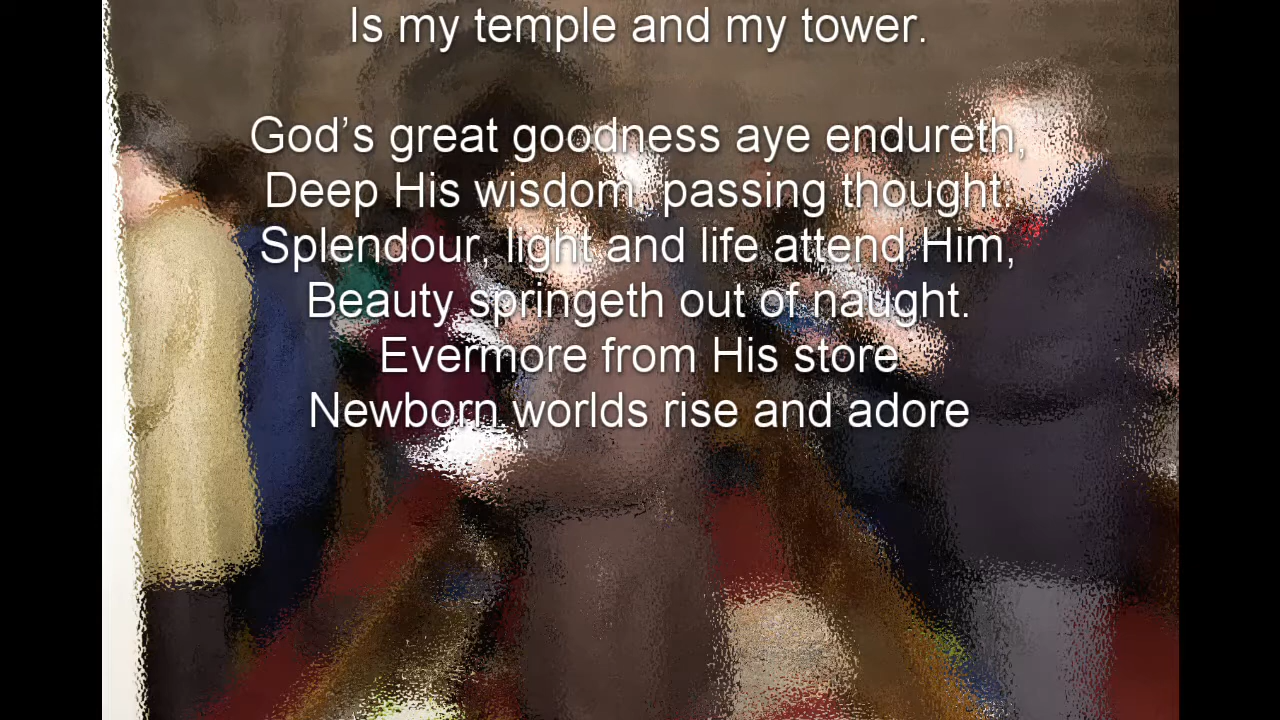 Is my temple and my tower.
God’s great goodness aye endureth,
Deep His wisdom, passing thought:
Splendour, light and life attend Him,
Beauty springeth out of naught.
Evermore from His store
Newborn worlds rise and adore